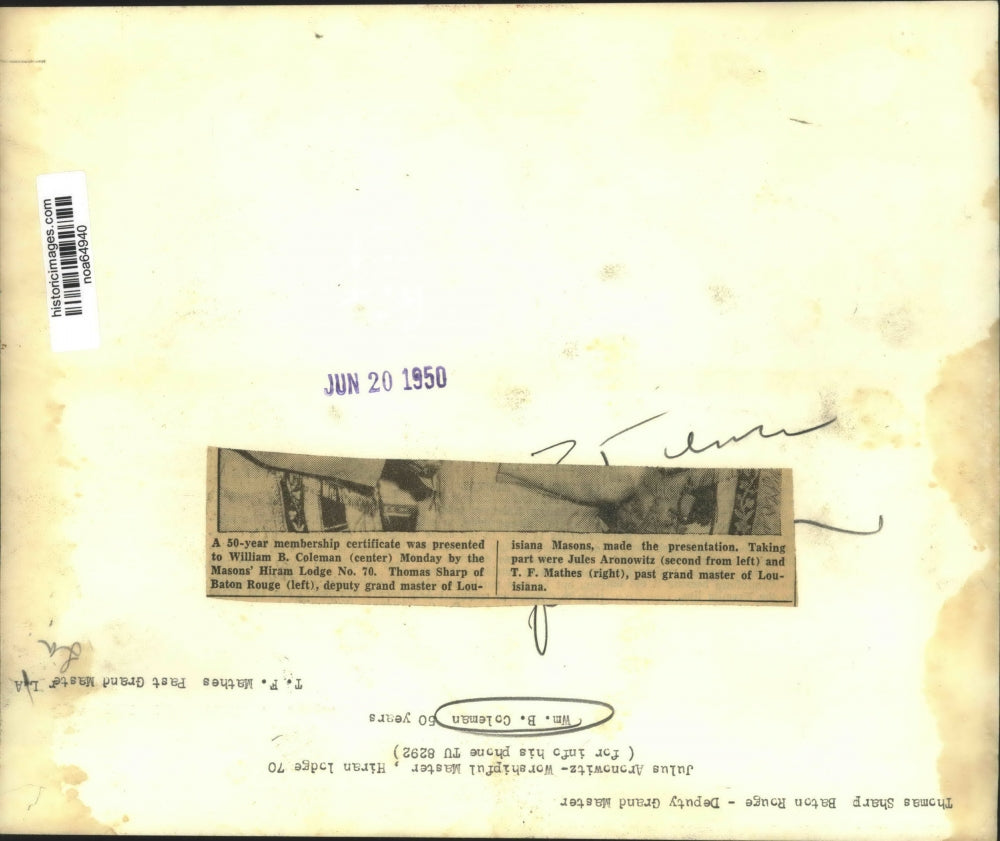 historicimages.com
noa64940
JUN 20 1950
A 50-year membership certificate was presented
to William B. Coleman (center) Monday by the
Masons' Hiram Lodge No. 70. Thomas Sharp of
Baton Rouge (left), deputy grand master of Lou-
isiana Masons, made the presentation. Taking
part were Jules Aronowitz (second from left) and
T. F. Mathes (right), past grand master of Lou-
isiana.
Thomas Sharp Baton Rouge - Deputy Grand Master
Julus Aronowitz- Worshipful Master , Hiran lodge 70
( for info his phone TU 8292)
Wm. B. Coleman 50 years
T. F. Mathes Past Grand Master L.A
La